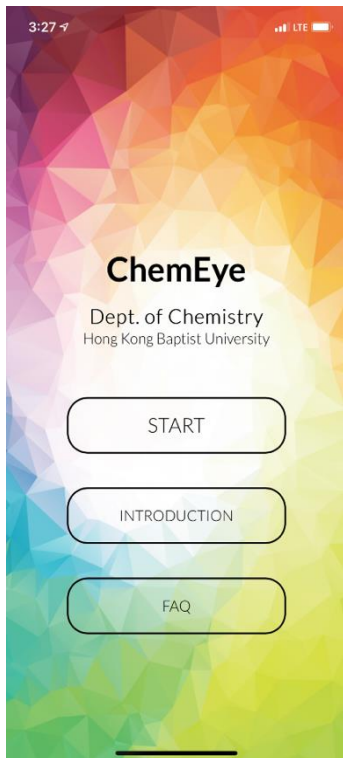 3:27
LTE
ChemEye
Dept. of Chemistry
Hong Kong Baptist University
START
INTRODUCTION
FAQ